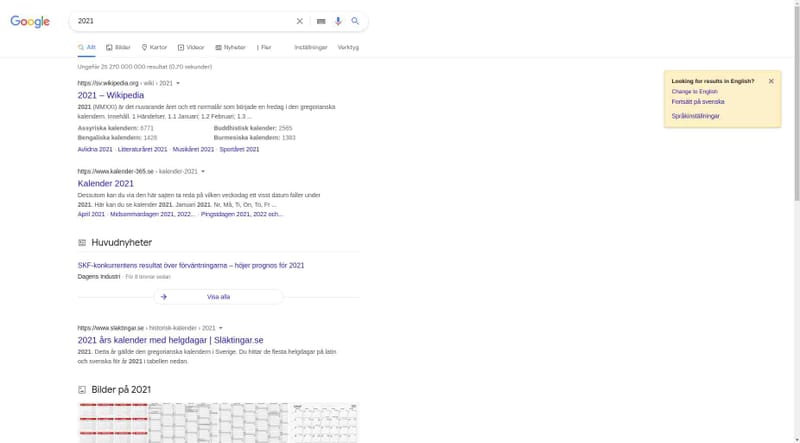 Google
2021
Allt Bilder Kartor Videor Nyheter Fler Inställningar Verktyg
Ungefär 25 270 000 000 resultat (0,70 sekunder)
https://sv.wikipedia.org › wiki › 2021
2021 – Wikipedia
2021 (MMXXI) är det nuvarande året och ett normalår som började en fredag i den gregorianska
kalendern. Innehåll. 1 Händelser. 1.1 Januari; 1.2 Februari; 1.3 ...
Assyriska kalendern: 6771 Buddhistisk kalender: 2565
Bengaliska kalendern: 1428 Burmesiska kalendern: 1383
Avlidna 2021 · Litteraturåret 2021 · Musikåret 2021 · Sportåret 2021
https://www.kalender-365.se › kalender-2021
Kalender 2021
Dessutom kan du via den här sajten ta reda på vilken veckodag ett visst datum faller under
2021. Här kan du se kalender 2021. Januari 2021. Nr, Må, Ti, On, To, Fr ...
April 2021 · Midsommardagen 2021, 2022... · Pingstdagen 2021, 2022 och...
Huvudnyheter
SKF-konkurrentens resultat över förväntningarna – höjer prognos för 2021
Dagens Industri · För 8 timmar sedan
Visa alla
https://www.släktingar.se › historisk-kalender › 2021
2021 års kalender med helgdagar | Släktingar.se
2021. Detta år gällde den gregorianska kalendern i Sverige. Du hittar de flesta helgdagar på latin
och svenska för år 2021 i tabellen nedan.
Bilder på 2021
Looking for results in English?
Change to English
Fortsätt på svenska
Språkinställningar